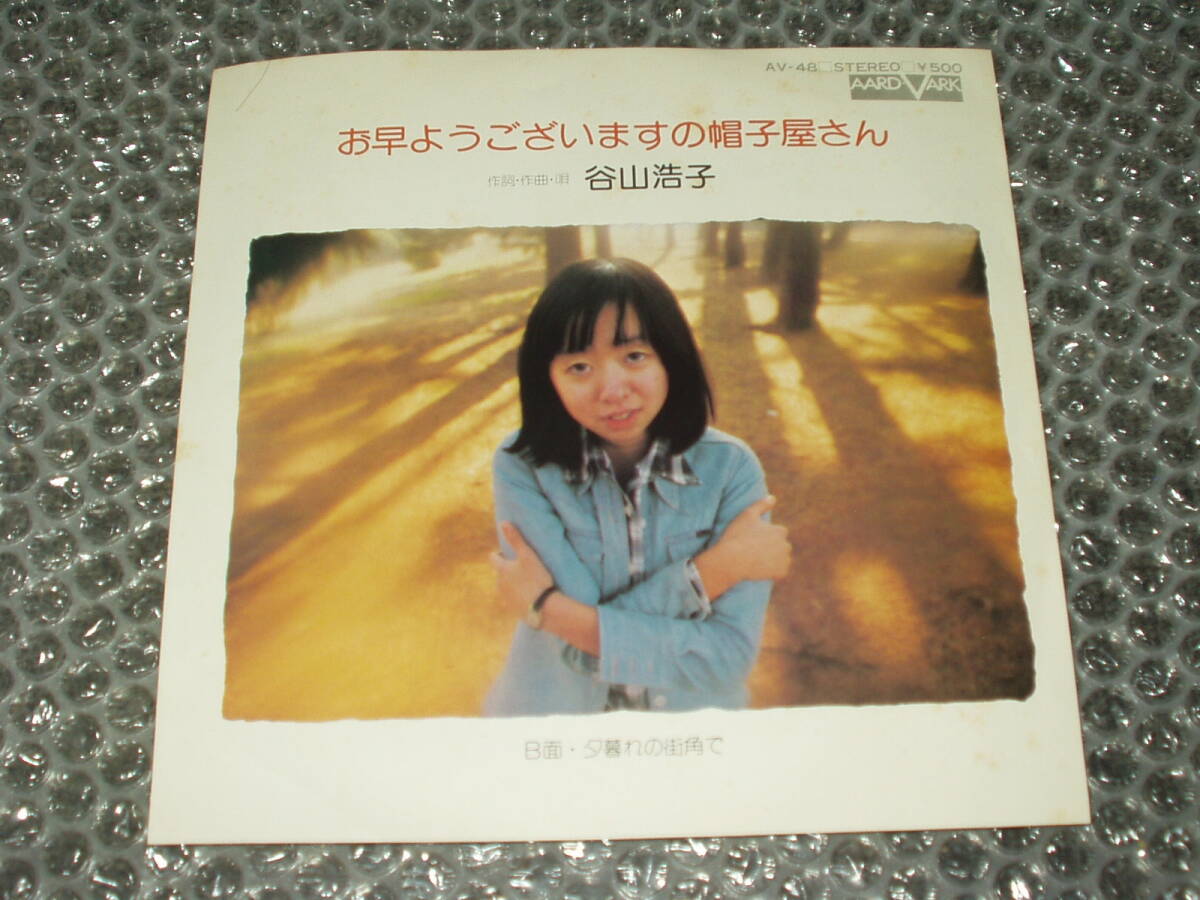 AV-48□STEREO□¥500
AARD-VARK
お早ようございますの帽子屋さん
作詞・作曲・唄 谷山浩子
B面・夕暮れの街角で